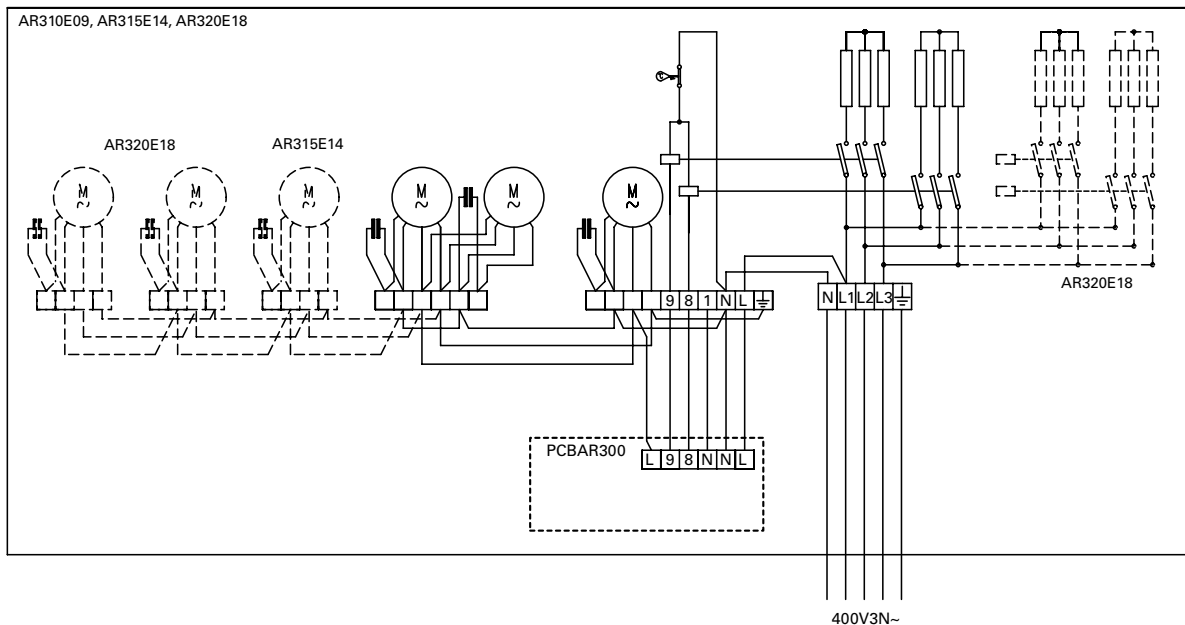 AR310E09, AR315E14, AR320E18
AR320E18
AR315E14
M
~
M
~
M
~
M
~
M
~
M
~
9 8 1 N L
N L1 L2 L3
AR320E18
PCBAR300
L 9 8 N N L
400V3N~